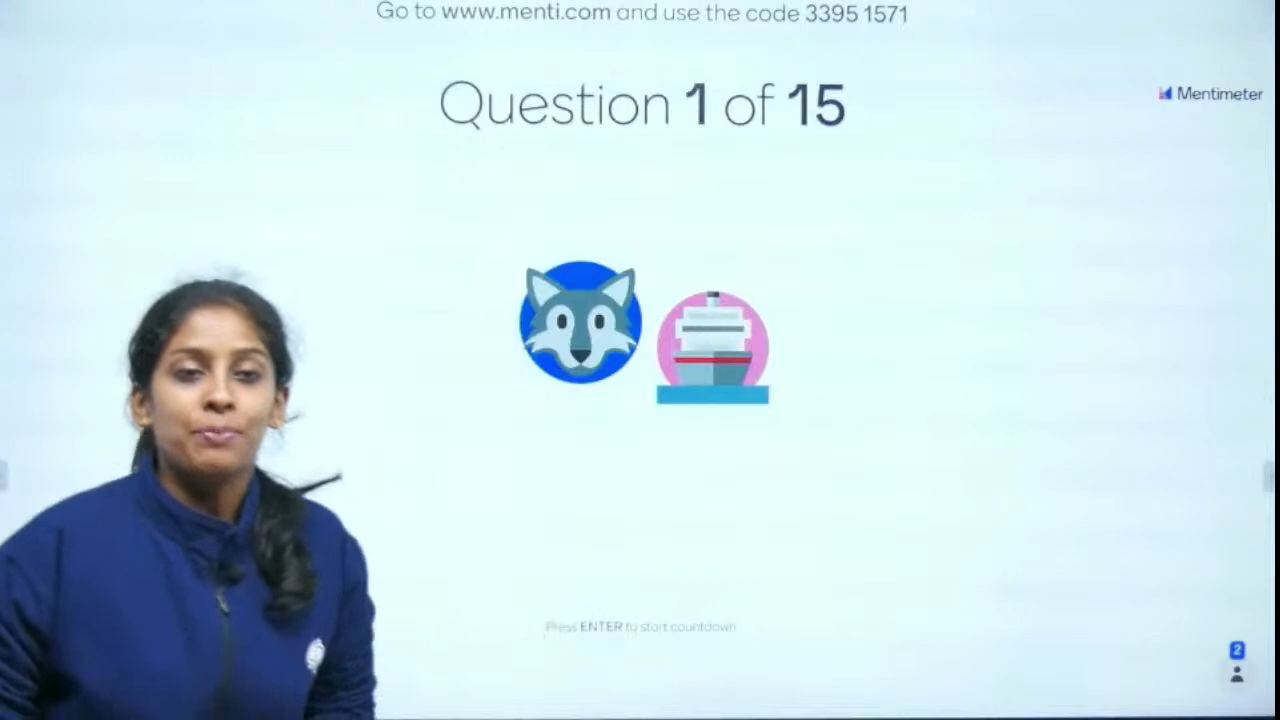 Go to www.menti.com and use the code 3395 1571
Question 1 of 15
Mentimeter
Press ENTER to start countdown
2